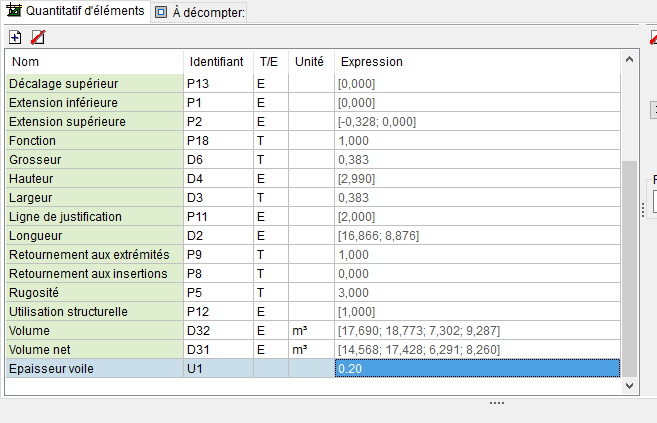 Quantitatif d'éléments À décompter:
Nom Identifiant T/E Unité Expression
Décalage supérieur P13 E [0,000]
Extension inférieure P1 E [0,000]
Extension supérieure P2 E [-0,328; 0,000]
Fonction P18 T 1,000
Grosseur D6 T 0,383
Hauteur D4 E [2,990]
Largeur D3 T 0,383
Ligne de justification P11 E [2,000]
Longueur D2 E [16,866; 8,876]
Retournement aux extrémités P9 T 1,000
Retournement aux insertions P8 T 0,000
Rugosité P5 T 3,000
Utilisation structurelle P12 E [1,000]
Volume D32 E m³ [17,690; 18,773; 7,302; 9,287]
Volume net D31 E m³ [14,568; 17,428; 6,291; 8,260]
Epaisseur voile U1 0.20